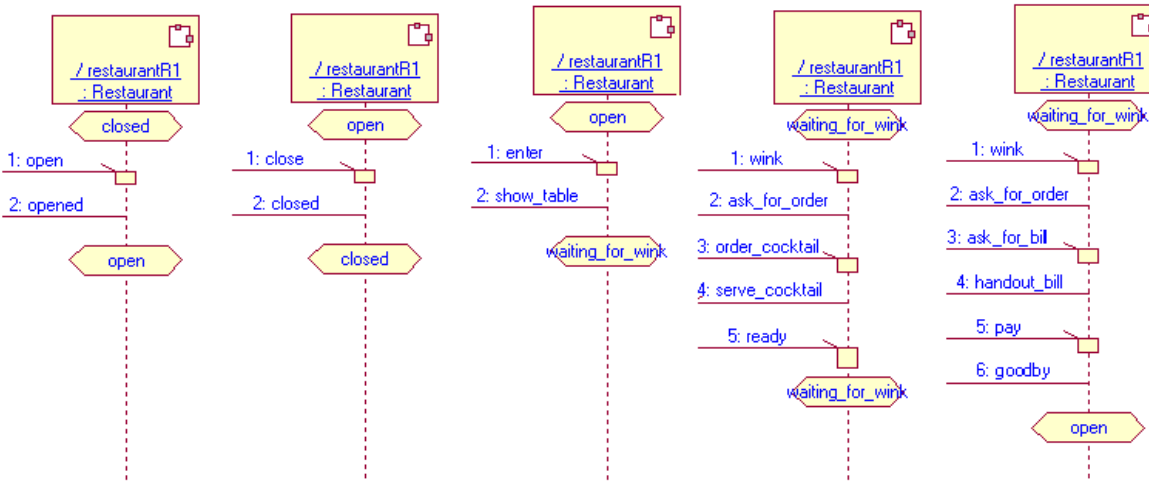 / restaurantR1
: Restaurant
closed
1: open
2: opened
open
/ restaurantR1
: Restaurant
open
1: close
2: closed
closed
/ restaurantR1
: Restaurant
open
1: enter
2: show_table
waiting_for_wink
/ restaurantR1
: Restaurant
waiting_for_wink
1: wink
2: ask_for_order
3: order_cocktail
4: serve_cocktail
5: ready
waiting_for_wink
/ restaurantR1
: Restaurant
waiting_for_wink
1: wink
2: ask_for_order
3: ask_for_bill
4: handout_bill
5: pay
6: goodby
open